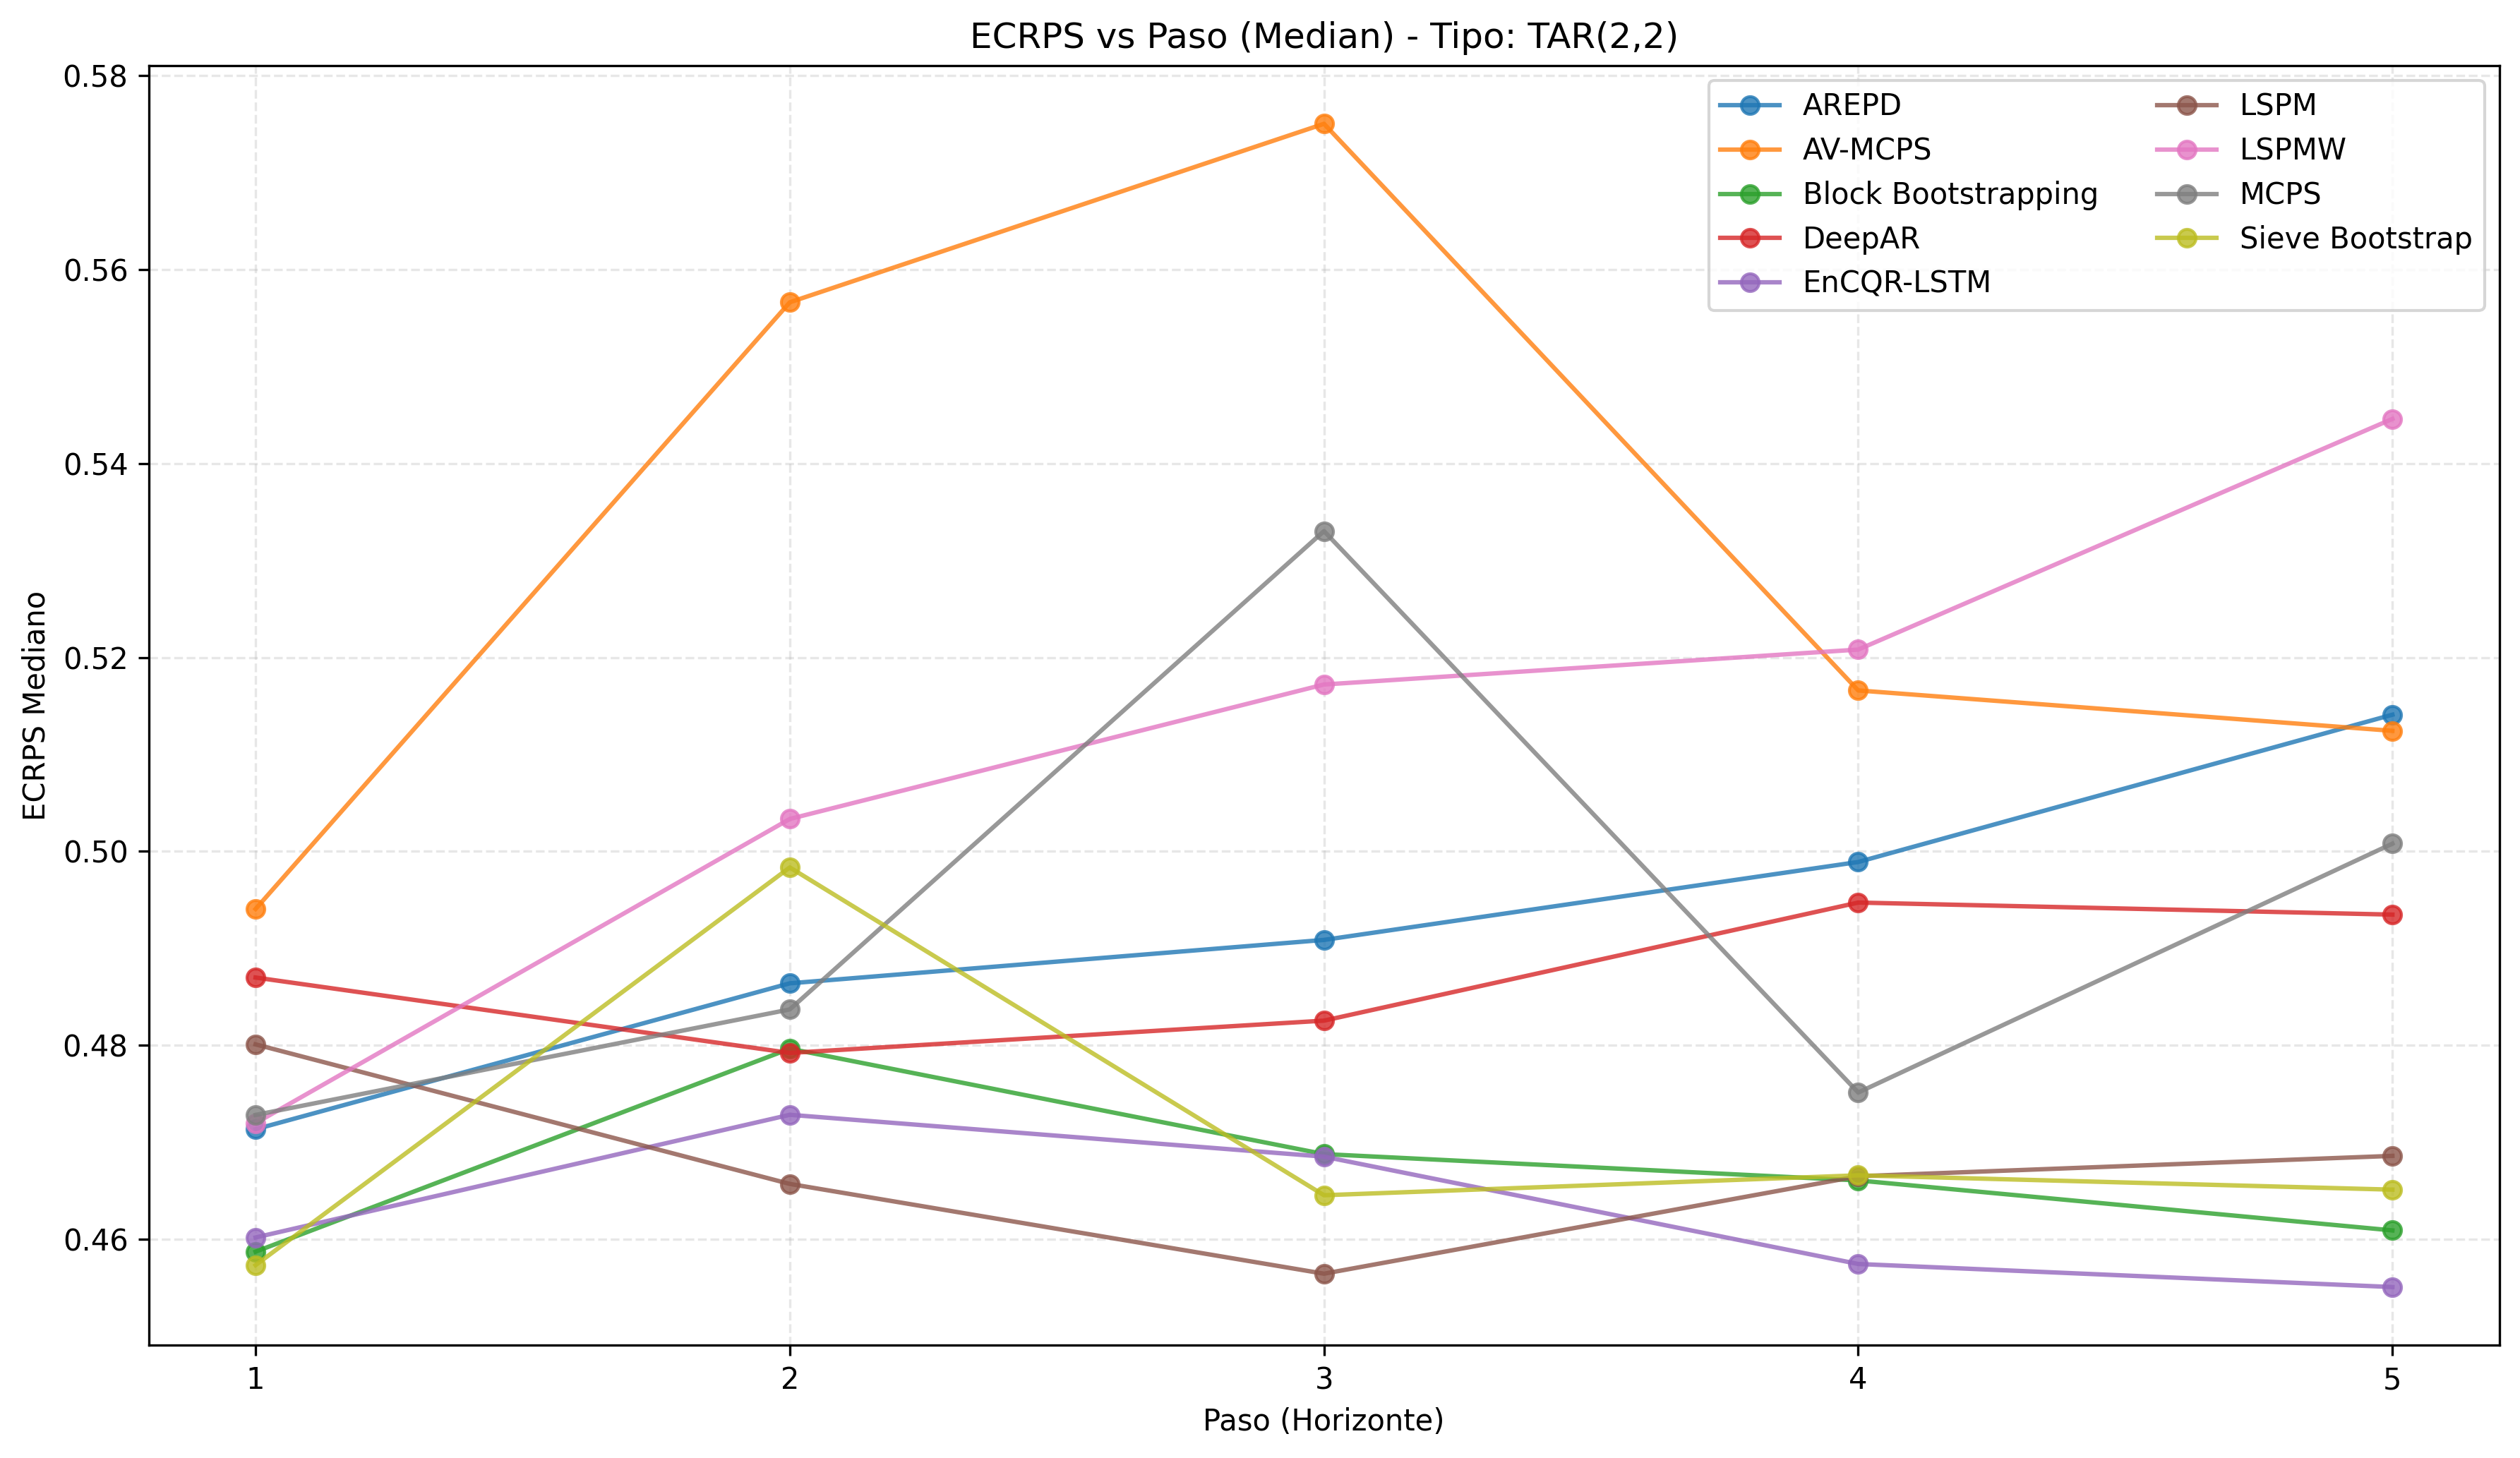 ECRPS vs Paso (Median) - Tipo: TAR(2,2)
ECRPS Mediano
0.58
0.56
0.54
0.52
0.50
0.48
0.46
AREPD
AV-MCPS
Block Bootstrapping
DeepAR
EnCQR-LSTM
LSPM
LSPMW
MCPS
Sieve Bootstrap
1 2 3 4 5
Paso (Horizonte)